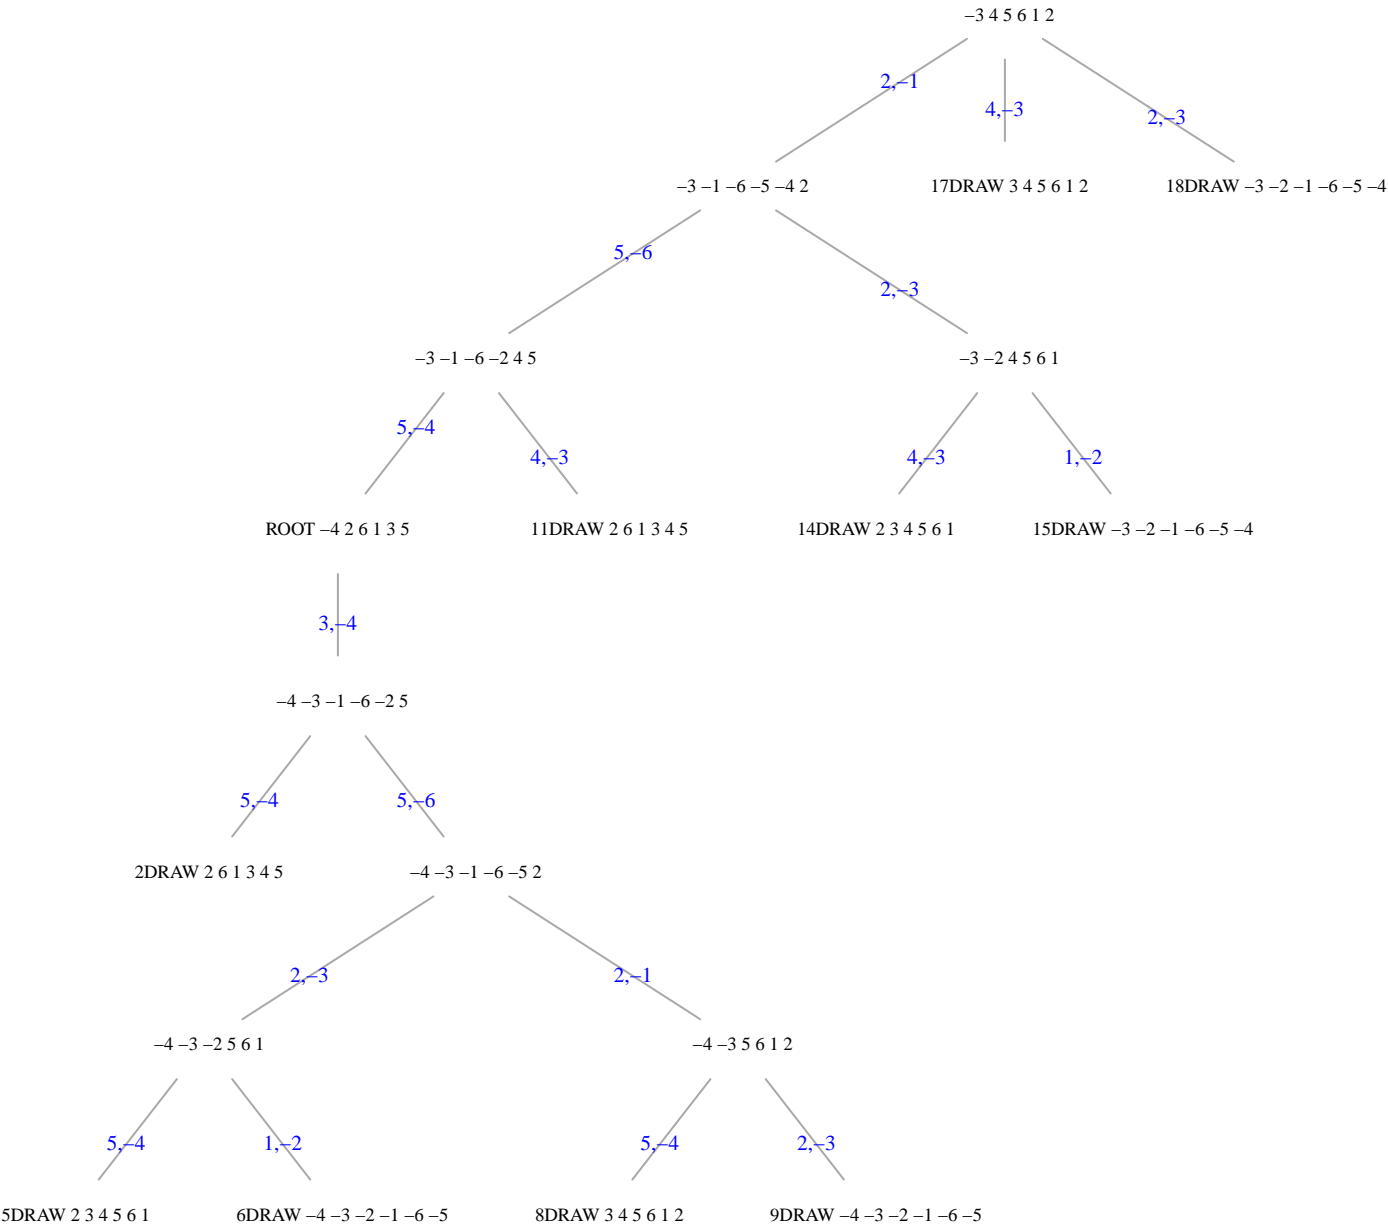 –3 4 5 6 1 2
2,–1
4,–3
2,–3
–3 –1 –6 –5 –4 2
17DRAW 3 4 5 6 1 2
18DRAW –3 –2 –1 –6 –5 –4
5,–6
2,–3
–3 –1 –6 –2 4 5
–3 –2 4 5 6 1
5,–4
4,–3
4,–3
1,–2
ROOT –4 2 6 1 3 5
11DRAW 2 6 1 3 4 5
14DRAW 2 3 4 5 6 1
15DRAW –3 –2 –1 –6 –5 –4
3,–4
–4 –3 –1 –6 –2 5
5,–4
5,–6
2DRAW 2 6 1 3 4 5
–4 –3 –1 –6 –5 2
2,–3
2,–1
–4 –3 –2 5 6 1
–4 –3 5 6 1 2
5,–4
1,–2
5,–4
2,–3
5DRAW 2 3 4 5 6 1
6DRAW –4 –3 –2 –1 –6 –5
8DRAW 3 4 5 6 1 2
9DRAW –4 –3 –2 –1 –6 –5